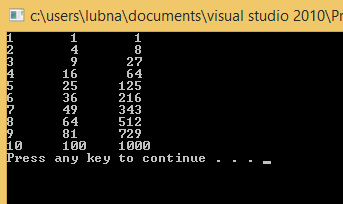 c:\users\lubna\documents\visual studio 2010\Pr
1 1 1
2 4 8
3 9 27
4 16 64
5 25 125
6 36 216
7 49 343
8 64 512
9 81 729
10 100 1000
Press any key to continue . . . _